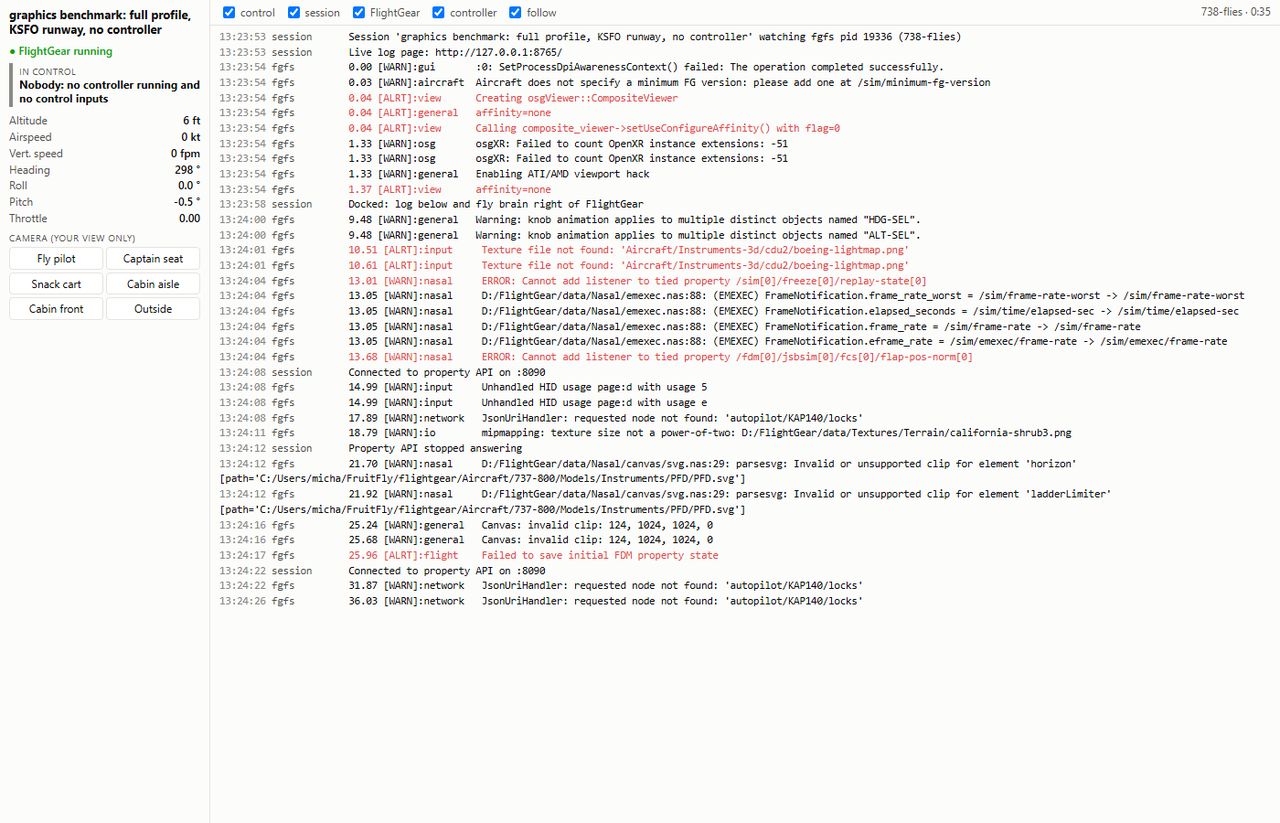 graphics benchmark: full profile,
KSFO runway, no controller
● FlightGear running
IN CONTROL
Nobody: no controller running and
no control inputs
Altitude 6 ft
Airspeed 0 kt
Vert. speed 0 fpm
Heading 298 °
Roll 0.0 °
Pitch -0.5 °
Throttle 0.00
CAMERA (YOUR VIEW ONLY)
Fly pilot Captain seat
Snack cart Cabin aisle
Cabin front Outside
control session FlightGear controller follow 738-flies · 0:35
13:23:53 session Session 'graphics benchmark: full profile, KSFO runway, no controller' watching fgfs pid 19336 (738-flies)
13:23:53 session Live log page: http://127.0.0.1:8765/
13:23:54 fgfs 0.00 [WARN]:gui :0: SetProcessDpiAwarenessContext() failed: The operation completed successfully.
13:23:54 fgfs 0.03 [WARN]:aircraft Aircraft does not specify a minimum FG version: please add one at /sim/minimum-fg-version
13:23:54 fgfs 0.04 [ALRT]:view Creating osgViewer::CompositeViewer
13:23:54 fgfs 0.04 [ALRT]:general affinity=none
13:23:54 fgfs 0.04 [ALRT]:view Calling composite_viewer->setUseConfigureAffinity() with flag=0
13:23:54 fgfs 1.33 [WARN]:osg osgXR: Failed to count OpenXR instance extensions: -51
13:23:54 fgfs 1.33 [WARN]:osg osgXR: Failed to count OpenXR instance extensions: -51
13:23:54 fgfs 1.33 [WARN]:general Enabling ATI/AMD viewport hack
13:23:54 fgfs 1.37 [ALRT]:view affinity=none
13:23:58 session Docked: log below and fly brain right of FlightGear
13:24:00 fgfs 9.48 [WARN]:general Warning: knob animation applies to multiple distinct objects named "HDG-SEL".
13:24:00 fgfs 9.48 [WARN]:general Warning: knob animation applies to multiple distinct objects named "ALT-SEL".
13:24:01 fgfs 10.51 [ALRT]:input Texture file not found: 'Aircraft/Instruments-3d/cdu2/boeing-lightmap.png'
13:24:01 fgfs 10.61 [ALRT]:input Texture file not found: 'Aircraft/Instruments-3d/cdu2/boeing-lightmap.png'
13:24:04 fgfs 13.01 [ALRT]:nasal ERROR: Cannot add listener to tied property /sim[0]/freeze[0]/replay-state[0]
13:24:04 fgfs 13.05 [WARN]:nasal D:/FlightGear/data/Nasal/emexec.nas:88: (EMEXEC) FrameNotification.frame_rate_worst = /sim/frame-rate-worst -> /sim/frame-rate-worst
13:24:04 fgfs 13.05 [WARN]:nasal D:/FlightGear/data/Nasal/emexec.nas:88: (EMEXEC) FrameNotification.elapsed_seconds = /sim/time/elapsed-sec -> /sim/time/elapsed-sec
13:24:04 fgfs 13.05 [WARN]:nasal D:/FlightGear/data/Nasal/emexec.nas:88: (EMEXEC) FrameNotification.frame_rate = /sim/frame-rate -> /sim/frame-rate
13:24:04 fgfs 13.05 [WARN]:nasal D:/FlightGear/data/Nasal/emexec.nas:88: (EMEXEC) FrameNotification.eframe_rate = /sim/emexec/frame-rate -> /sim/emexec/frame-rate
13:24:04 fgfs 13.68 [ALRT]:nasal ERROR: Cannot add listener to tied property /fdm[0]/jsbsim[0]/fcs[0]/flap-pos-norm[0]
13:24:08 session Connected to property API on :8090
13:24:08 fgfs 14.99 [WARN]:input Unhandled HID usage page:d with usage 5
13:24:08 fgfs 14.99 [WARN]:input Unhandled HID usage page:d with usage e
13:24:08 fgfs 17.89 [WARN]:network JsonUriHandler: requested node not found: 'autopilot/KAP140/locks'
13:24:11 fgfs 18.79 [WARN]:io mipmapping: texture size not a power-of-two: D:/FlightGear/data/Textures/Terrain/california-shrub3.png
13:24:12 session Property API stopped answering
13:24:12 fgfs 21.70 [WARN]:nasal D:/FlightGear/data/Nasal/canvas/svg.nas:29: parsesvg: Invalid or unsupported clip for element 'horizon'
[path='C:/Users/micha/FruitFly/flightgear/Aircraft/737-800/Models/Instruments/PFD/PFD.svg']
13:24:12 fgfs 21.92 [WARN]:nasal D:/FlightGear/data/Nasal/canvas/svg.nas:29: parsesvg: Invalid or unsupported clip for element 'ladderLimiter'
[path='C:/Users/micha/FruitFly/flightgear/Aircraft/737-800/Models/Instruments/PFD/PFD.svg']
13:24:16 fgfs 25.24 [WARN]:general Canvas: invalid clip: 124, 1024, 1024, 0
13:24:16 fgfs 25.68 [WARN]:general Canvas: invalid clip: 124, 1024, 1024, 0
13:24:17 fgfs 25.96 [ALRT]:flight Failed to save initial FDM property state
13:24:22 session Connected to property API on :8090
13:24:22 fgfs 31.87 [WARN]:network JsonUriHandler: requested node not found: 'autopilot/KAP140/locks'
13:24:26 fgfs 36.03 [WARN]:network JsonUriHandler: requested node not found: 'autopilot/KAP140/locks'